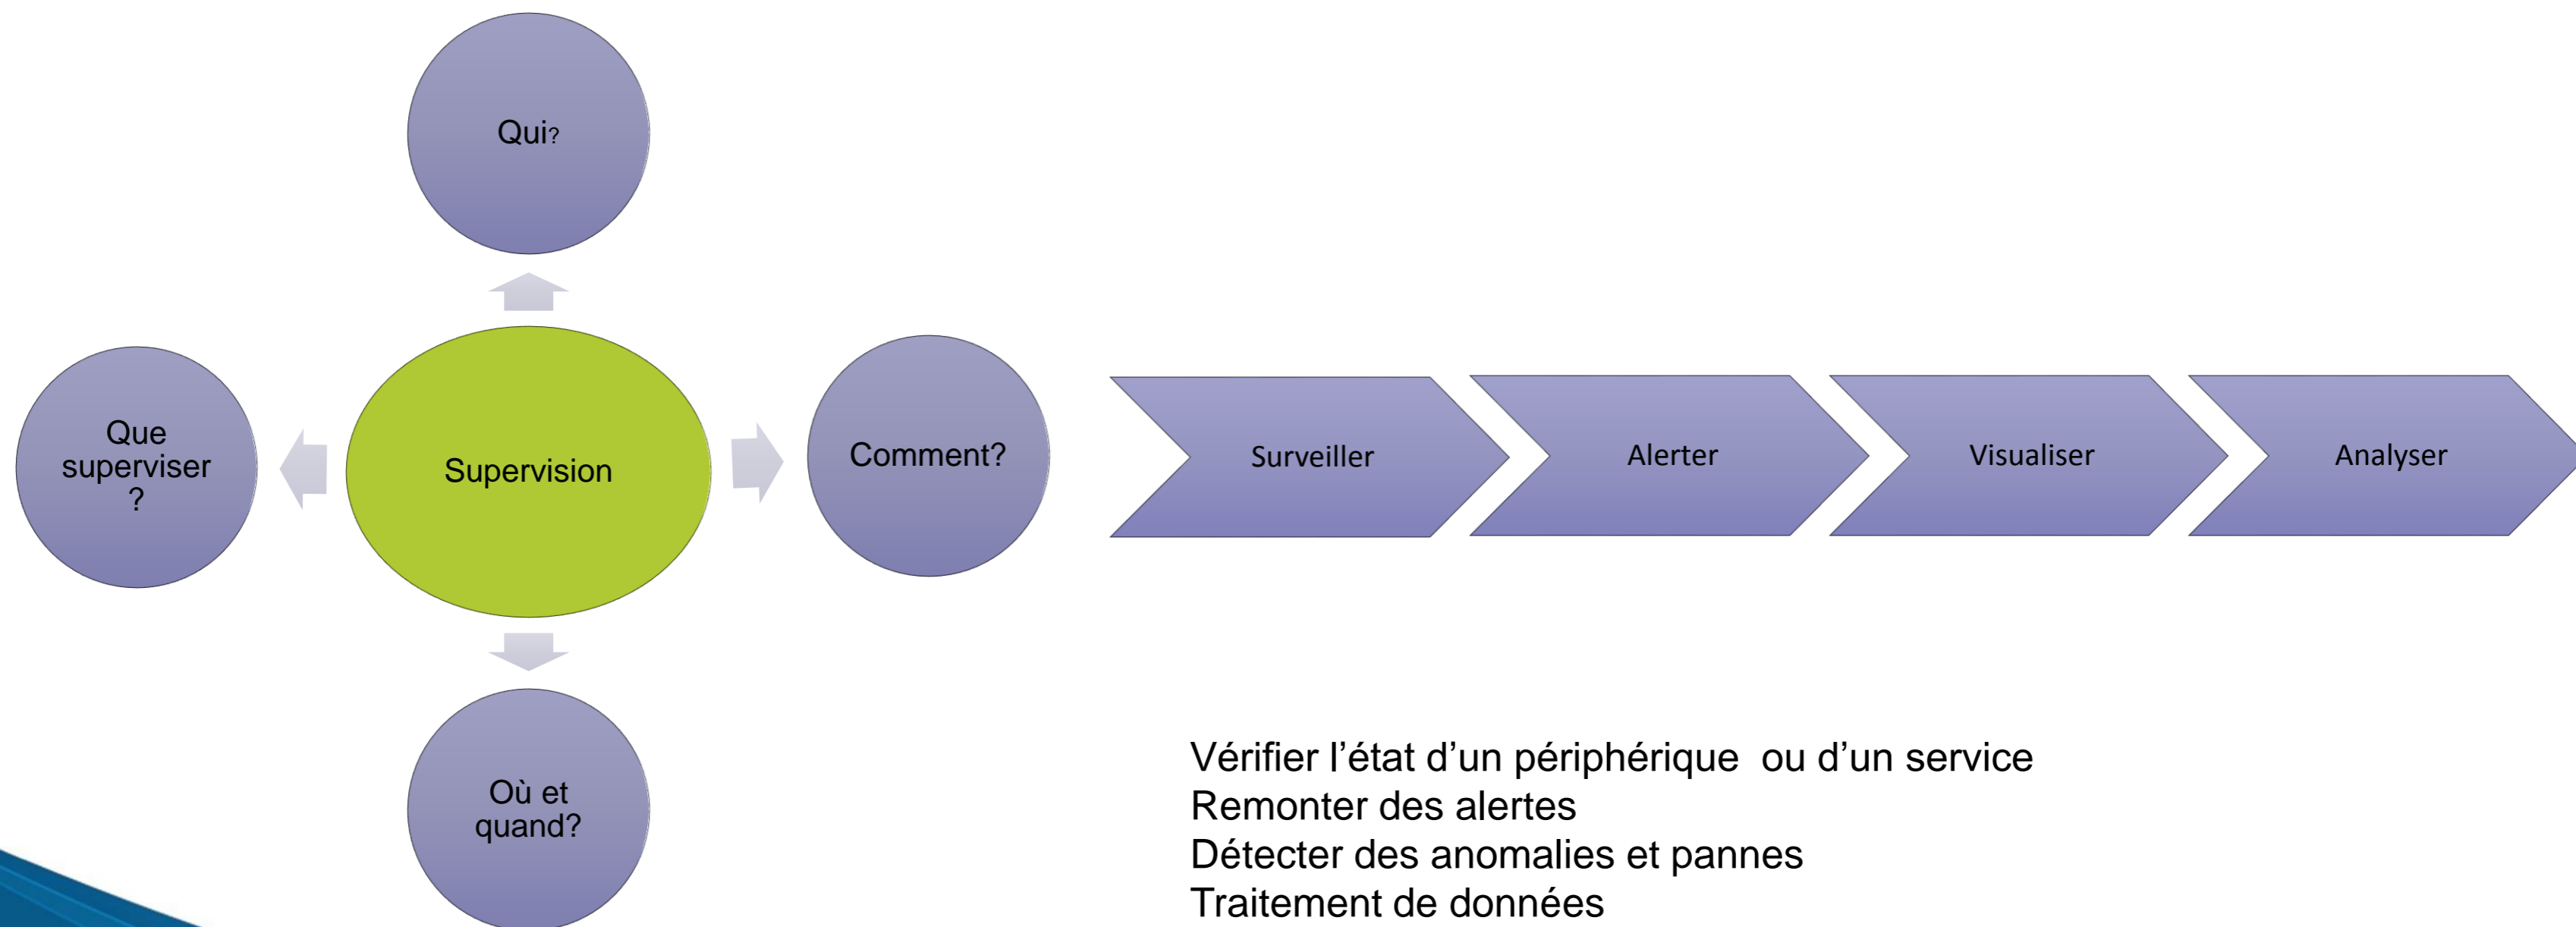 Qui?
Que
superviser
?
Supervision
Comment?
Où et
quand?
Surveiller
Alerter
Visualiser
Analyser
Vérifier l’état d’un périphérique  ou d’un service
Remonter des alertes
Détecter des anomalies et pannes
Traitement de données